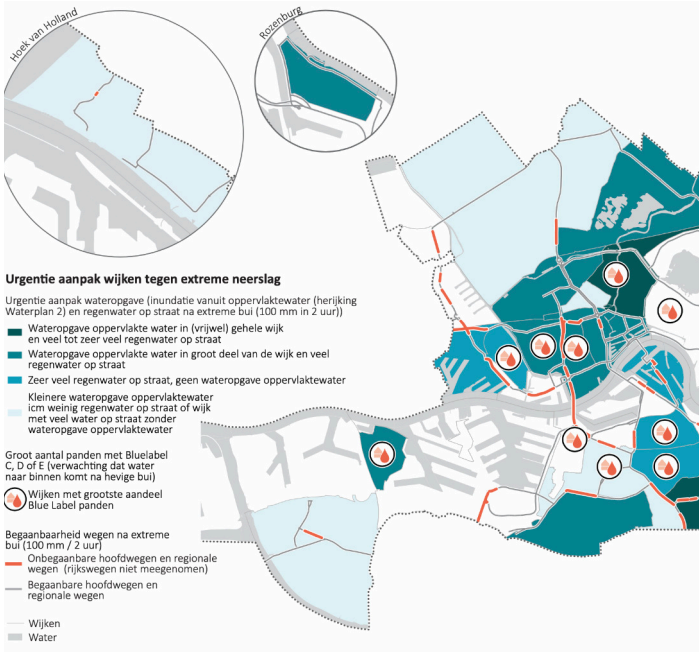 Hoek van Holland
Rozenburg
Urgentie aanpak wijken tegen extreme neerslag
Urgentie aanpak wateropgave (inundatie vanuit oppervlaktewater (herijking
Waterplan 2) en regenwater op straat na extreme bui (100 mm in 2 uur))
Wateropgave oppervlakte water in (vrijwel) gehele wijk
en veel tot zeer veel regenwater op straat
Wateropgave oppervlakte water in groot deel van de wijk en veel
regenwater op straat
Zeer veel regenwater op straat, geen wateropgave oppervlaktewater
Kleinere wateropgave oppervlaktewater
icm weinig regenwater op straat of wijk
met veel water op straat zonder
wateropgave oppervlaktewater
Groot aantal panden met Bluelabel
C, D of E (verwachting dat water
naar binnen komt na hevige bui)
Wijken met grootste aandeel
Blue Label panden
Begaanbaarheid wegen na extreme
bui (100 mm / 2 uur)
Onbegaanbare hoofdwegen en regionale
wegen (rijkswegen niet meegenomen)
Begaanbare hoofdwegen en
regionale wegen
Wijken
Water